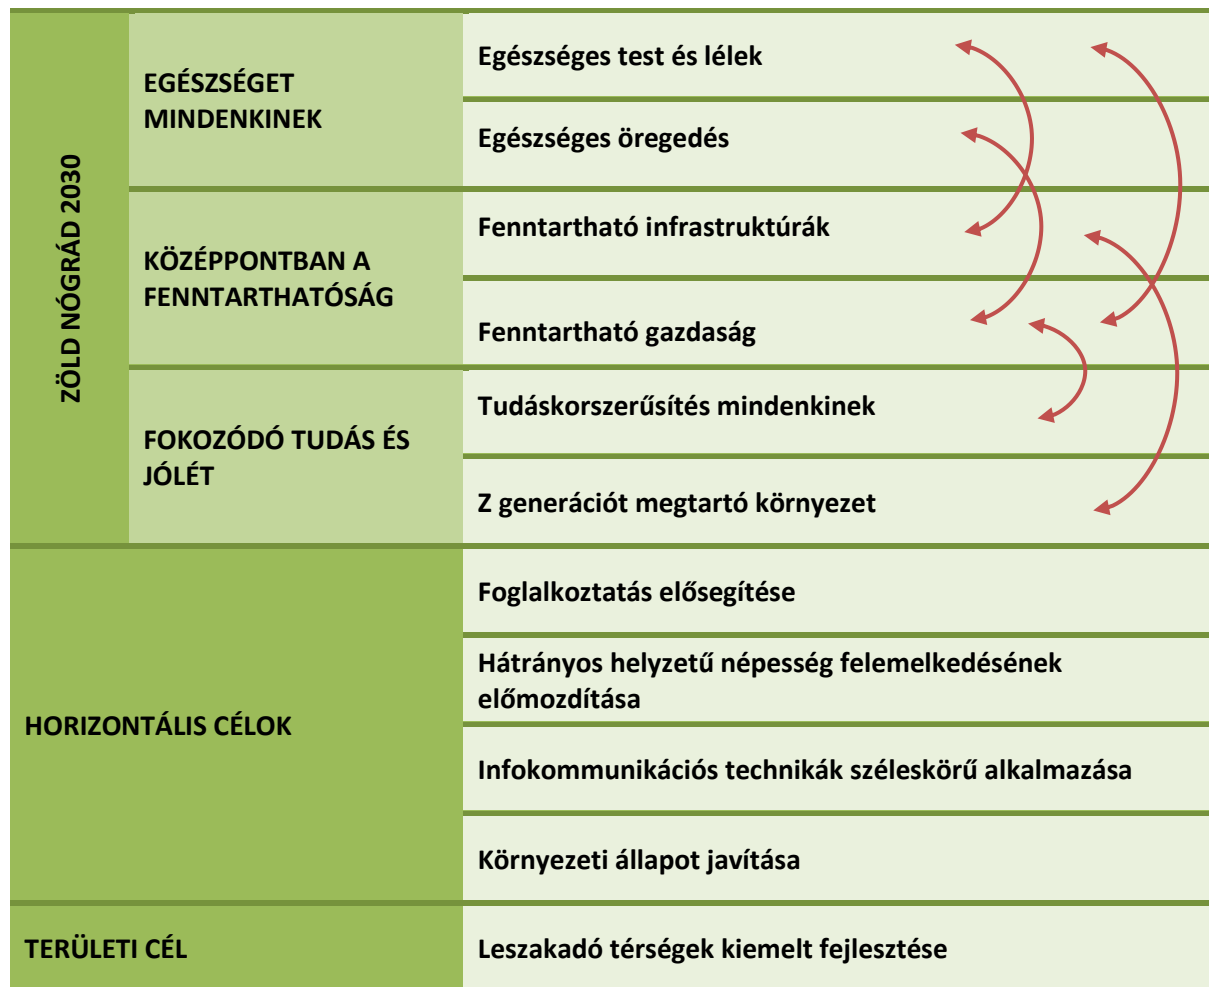 ZÖLD NÓGRÁD 2030
EGÉSZSÉGET
MINDENKINEK
Egészséges test és lélek
Egészséges öregedés
KÖZÉPPONTBAN A
FENNTARTHATÓSÁG
Fenntartható infrastruktúrák
Fenntartható gazdaság
FOKOZÓDÓ TUDÁS ÉS
JÓLÉT
Tudáskorszerűsítés mindenkinek
Z generációt megtartó környezet
HORIZONTÁLIS CÉLOK
Foglalkoztatás elősegítése
Hátrányos helyzetű népesség felemelkedésének
előmozdítása
Infokommunikációs technikák széleskörű alkalmazása
Környezeti állapot javítása
TERÜLETI CÉL
Leszakadó térségek kiemelt fejlesztése